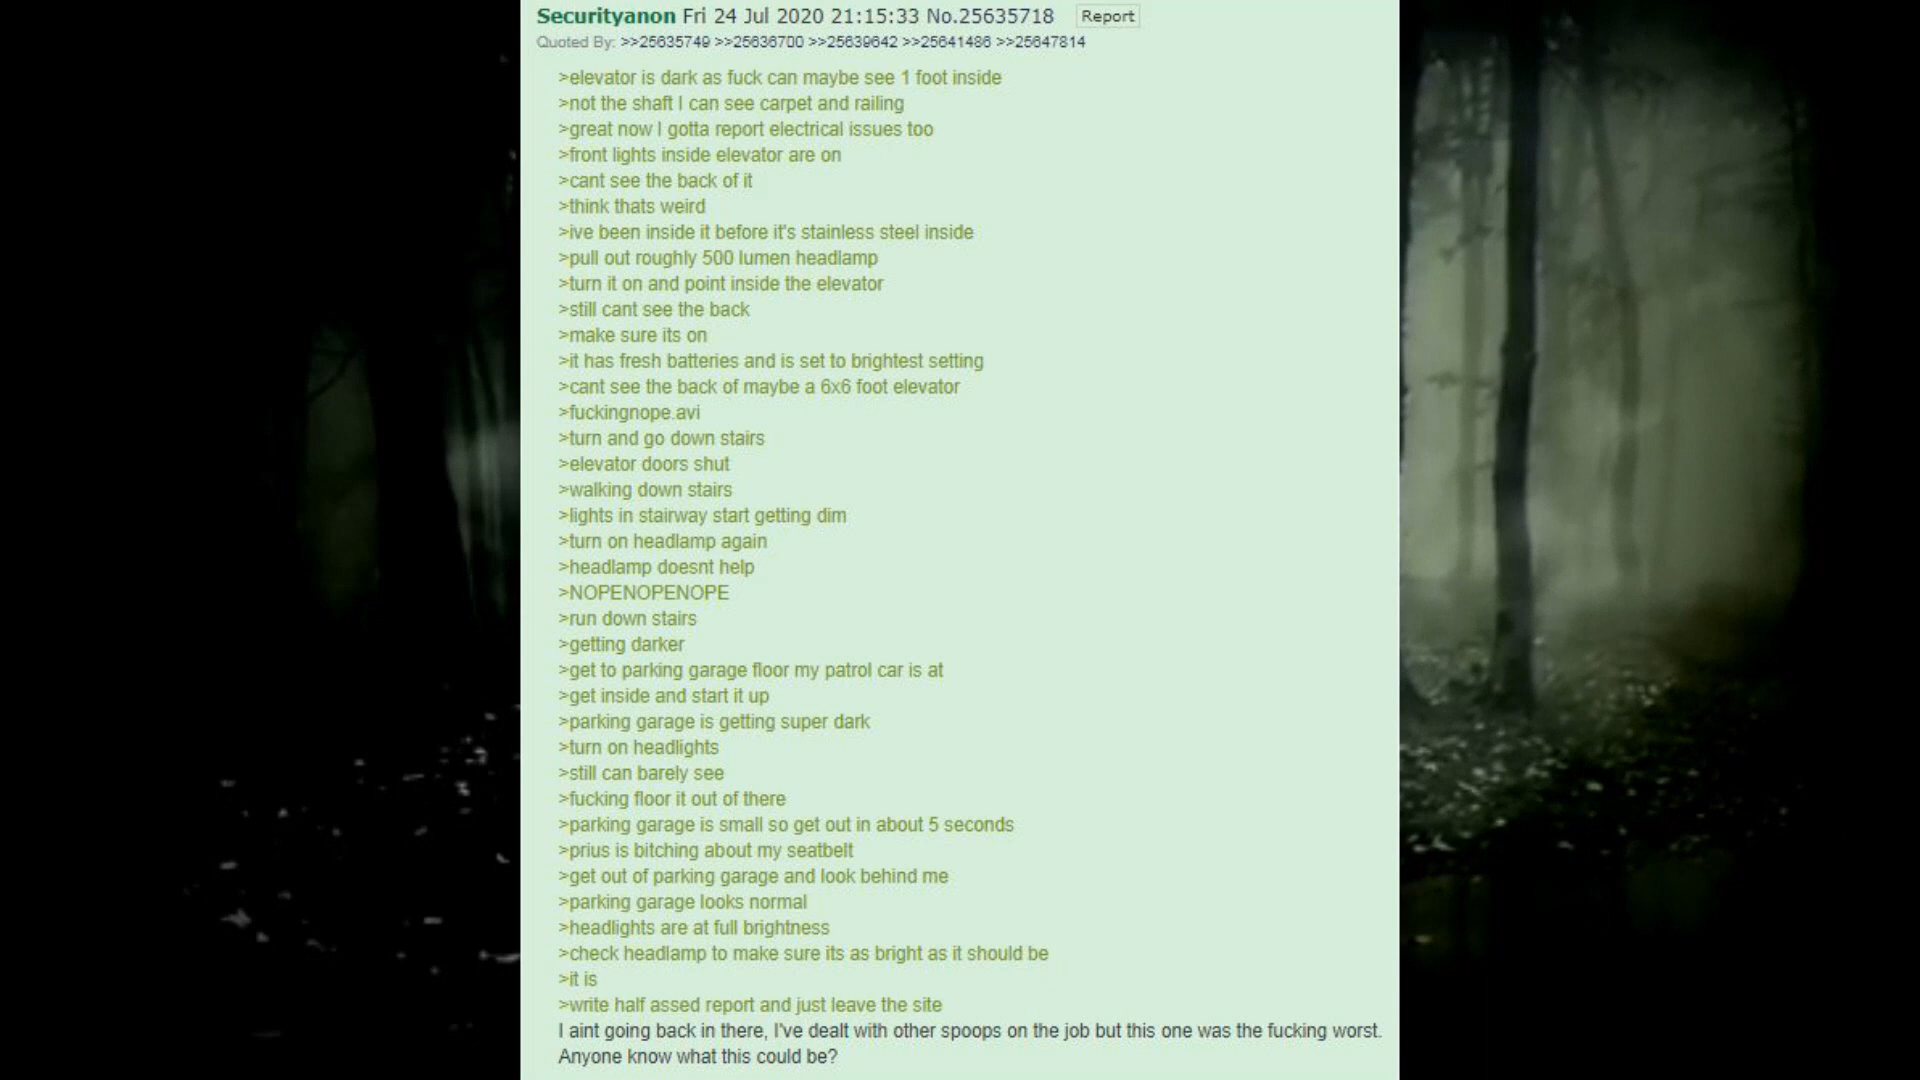 Securityanon Fri 24 Jul 2020 21:15:33 No.25635718 Report
Quoted By: >>25635749 >>25636700 >>25639642 >>25641486 >>25647814
>elevator is dark as fuck can maybe see 1 foot inside
>not the shaft I can see carpet and railing
>great now I gotta report electrical issues too
>front lights inside elevator are on
>cant see the back of it
>think thats weird
>ive been inside it before it's stainless steel inside
>pull out roughly 500 lumen headlamp
>turn it on and point inside the elevator
>still cant see the back
>make sure its on
>it has fresh batteries and is set to brightest setting
>cant see the back of maybe a 6x6 foot elevator
>fuckingnope.avi
>turn and go down stairs
>elevator doors shut
>walking down stairs
>lights in stairway start getting dim
>turn on headlamp again
>headlamp doesnt help
>NOPENOPENOPE
>run down stairs
>getting darker
>get to parking garage floor my patrol car is at
>get inside and start it up
>parking garage is getting super dark
>turn on headlights
>still can barely see
>fucking floor it out of there
>parking garage is small so get out in about 5 seconds
>prius is bitching about my seatbelt
>get out of parking garage and look behind me
>parking garage looks normal
>headlights are at full brightness
>check headlamp to make sure its as bright as it should be
>it is
>write half assed report and just leave the site
I aint going back in there, I've dealt with other spoops on the job but this one was the fucking worst.
Anyone know what this could be?